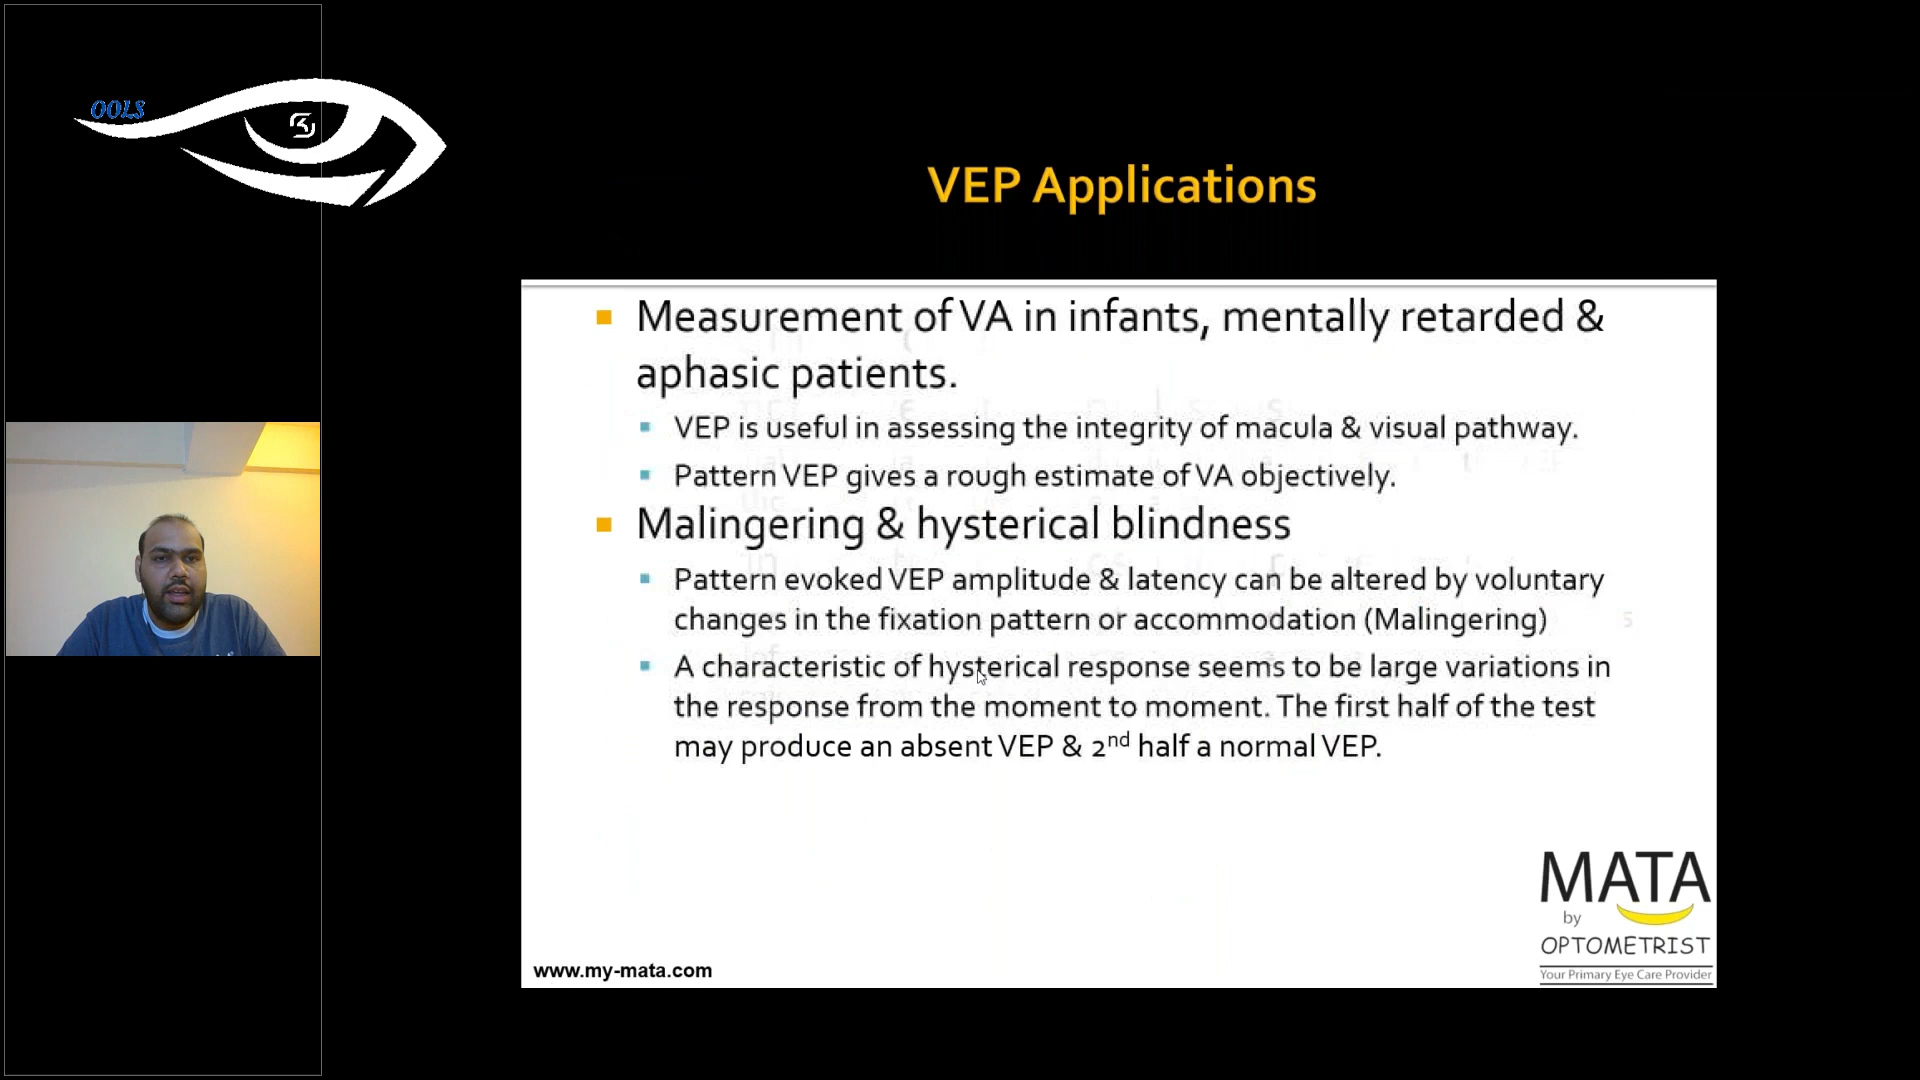 OOLS
VEP Applications
Measurement of VA in infants, mentally retarded &
aphasic patients.
VEP is useful in assessing the integrity of macula & visual pathway.
Pattern VEP gives a rough estimate of VA objectively.
Malingering & hysterical blindness
Pattern evoked VEP amplitude & latency can be altered by voluntary
changes in the fixation pattern or accommodation (Malingering)
A characteristic of hysterical response seems to be large variations in
the response from the moment to moment. The first half of the test
may produce an absent VEP & 2nd half a normal VEP.
MATA
by
OPTOMETRIST
Your Primary Eye Care Provider
www.my-mata.com